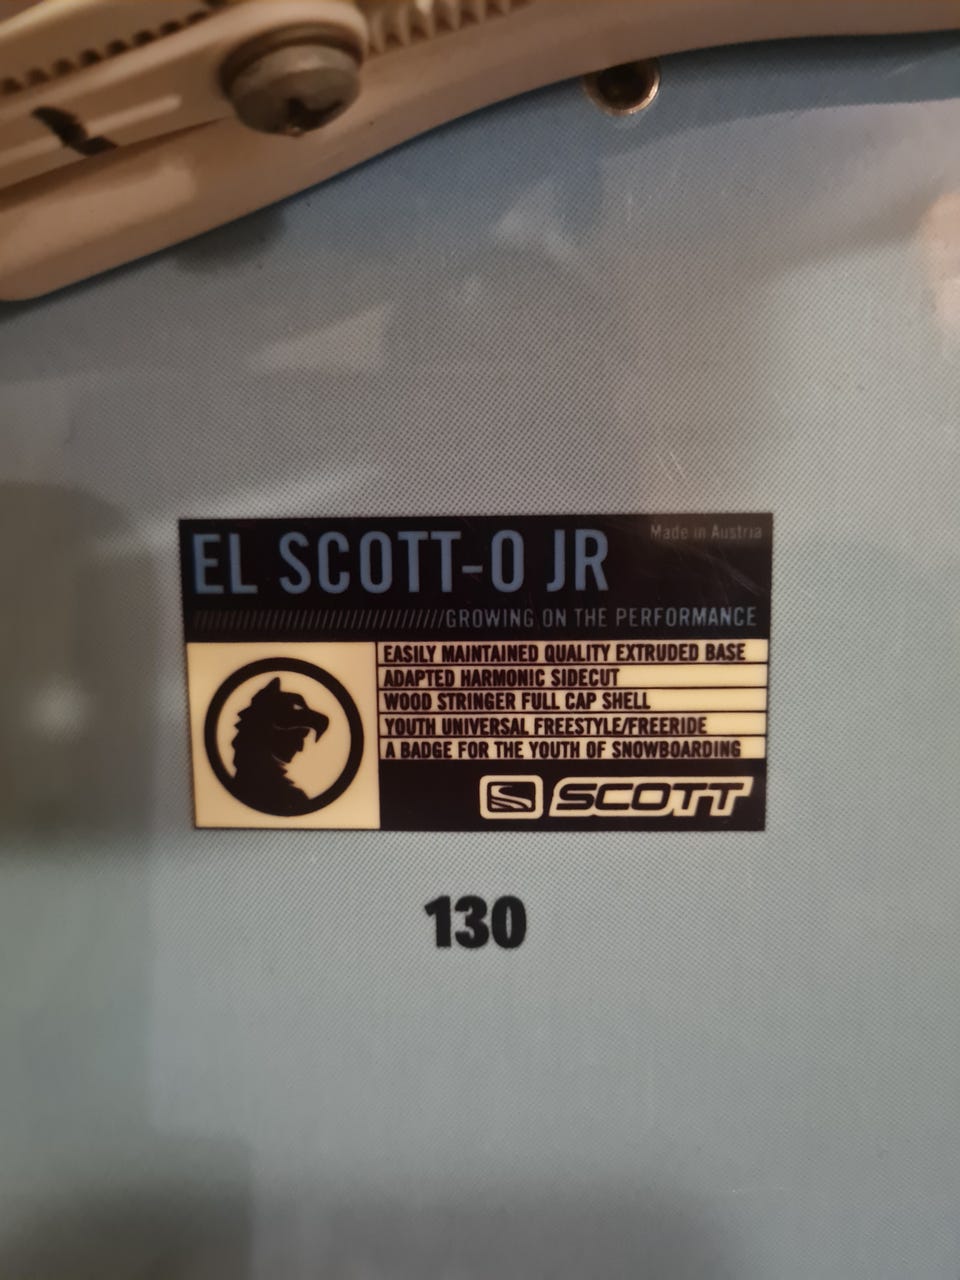 EL SCOTT-O JR
Made in Austria
//////////////////////////////////GROWING ON THE PERFORMANCE
EASILY MAINTAINED QUALITY EXTRUDED BASE
ADAPTED HARMONIC SIDECUT
WOOD STRINGER FULL CAP SHELL
YOUTH UNIVERSAL FREESTYLE/FREERIDE
A BADGE FOR THE YOUTH OF SNOWBOARDING
SCOTT
130